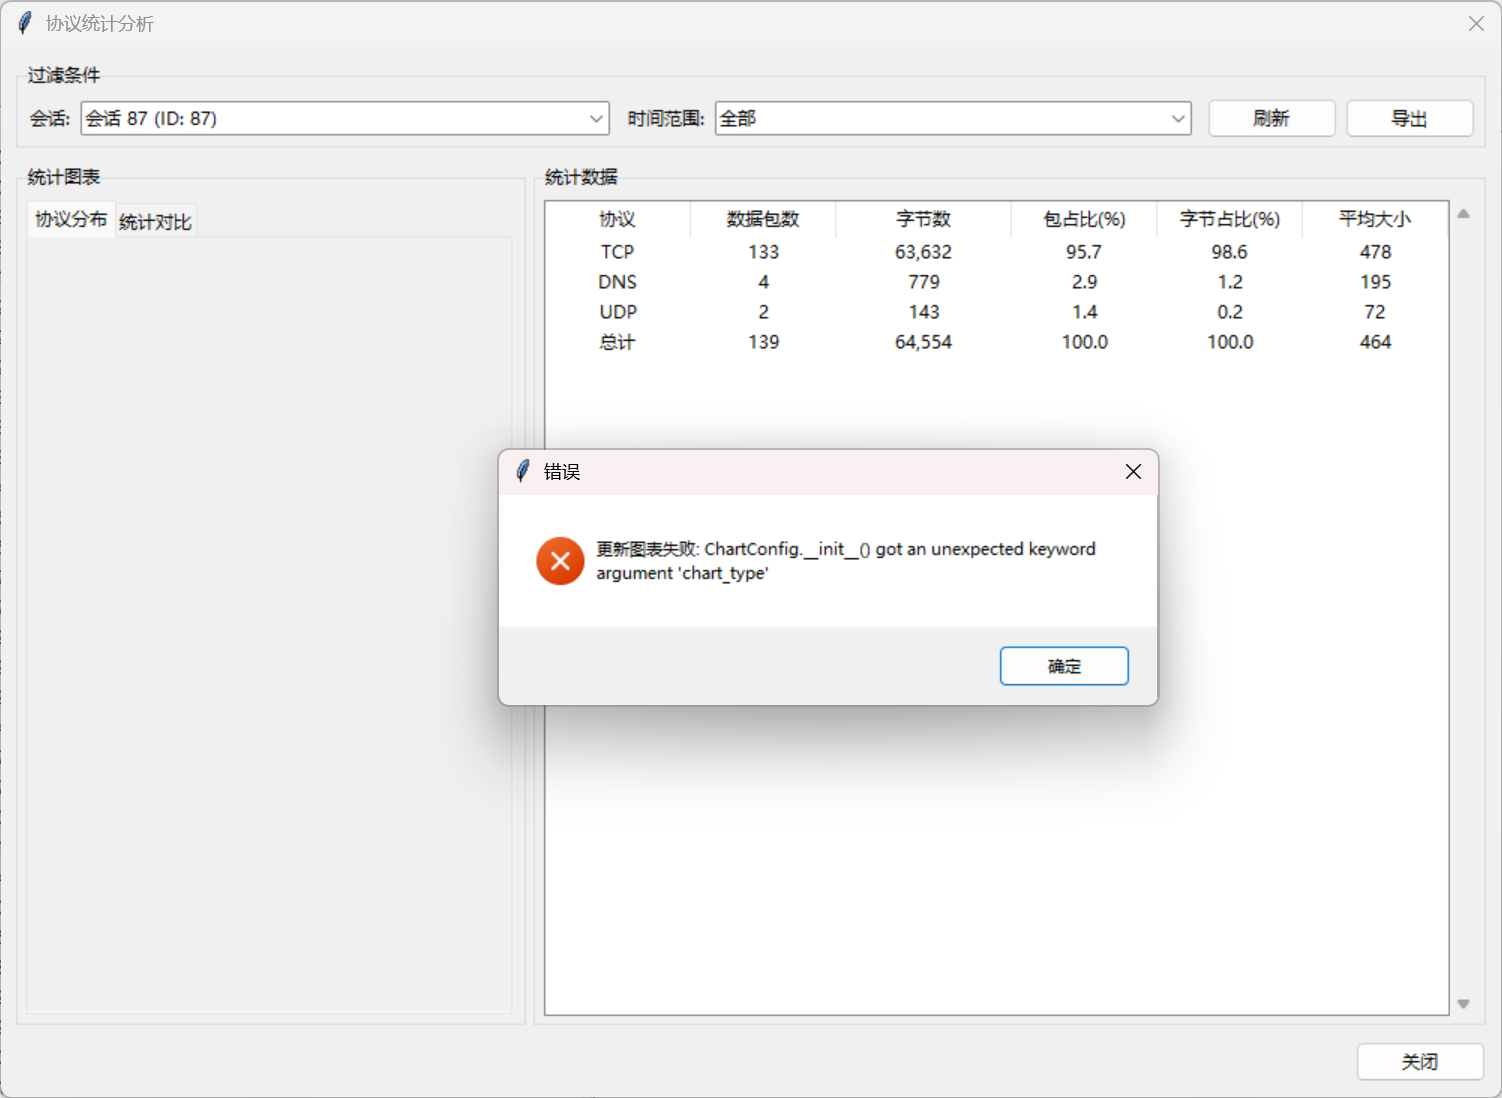 协议统计分析
过滤条件
会话: 会话 87 (ID: 87) 时间范围: 全部 刷新 导出
统计图表
协议分布 统计对比
统计数据
协议 数据包数 字节数 包占比(%) 字节占比(%) 平均大小
TCP 133 63,632 95.7 98.6 478
DNS 4 779 2.9 1.2 195
UDP 2 143 1.4 0.2 72
总计 139 64,554 100.0 100.0 464
错误
更新图表失败: ChartConfig.__init__() got an unexpected keyword
argument 'chart_type'
确定
关闭